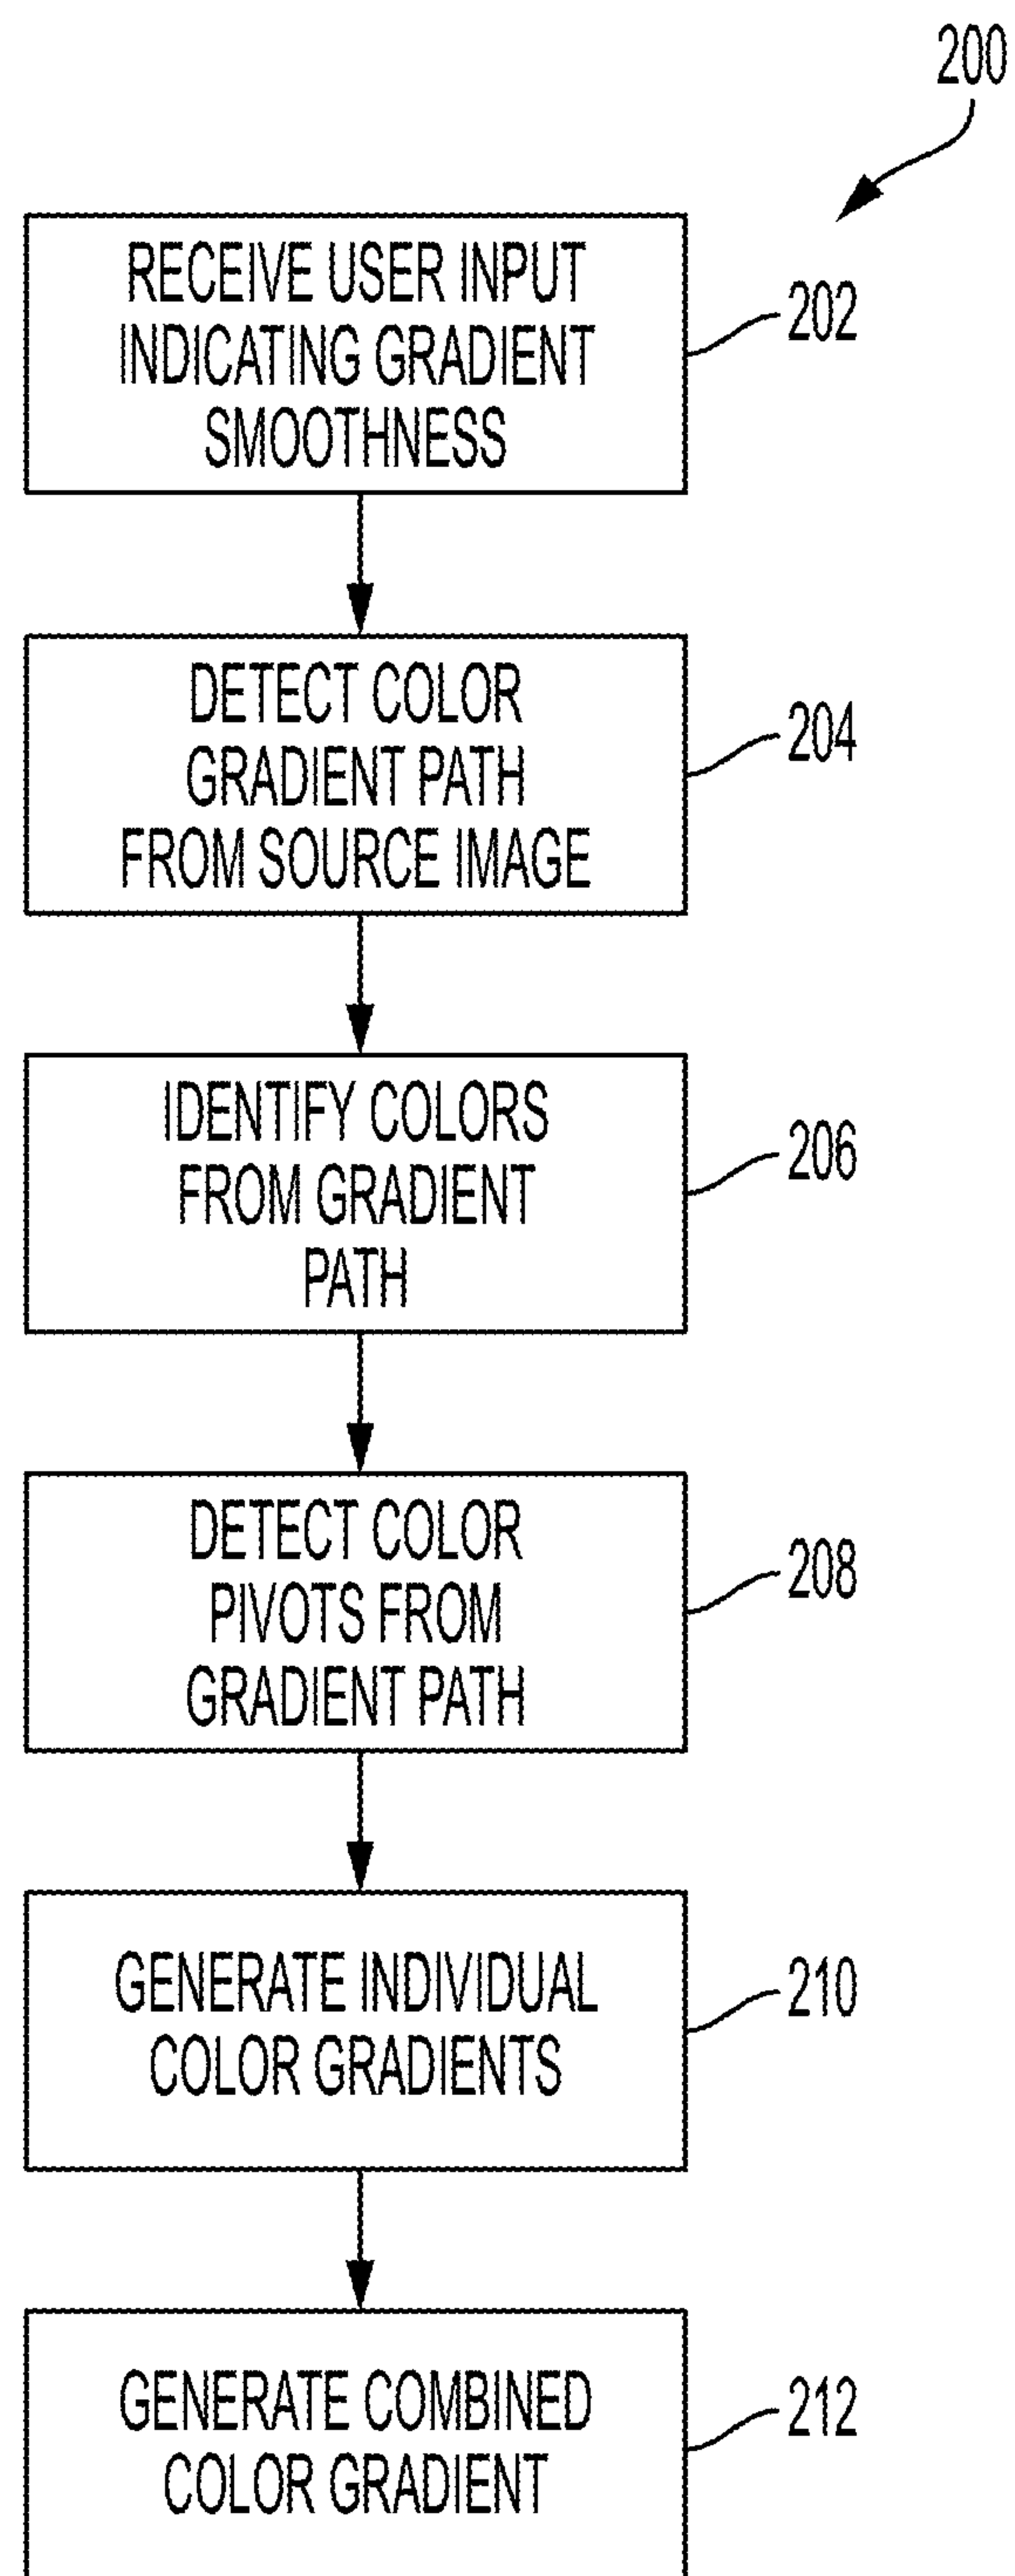 200
RECEIVE USER INPUT
INDICATING GRADIENT
SMOOTHNESS
202
DETECT COLOR
GRADIENT PATH
FROM SOURCE IMAGE
204
IDENTIFY COLORS
FROM GRADIENT
PATH
206
DETECT COLOR
PIVOTS FROM
GRADIENT PATH
208
GENERATE INDIVIDUAL
COLOR GRADIENTS
210
GENERATE COMBINED
COLOR GRADIENT
212